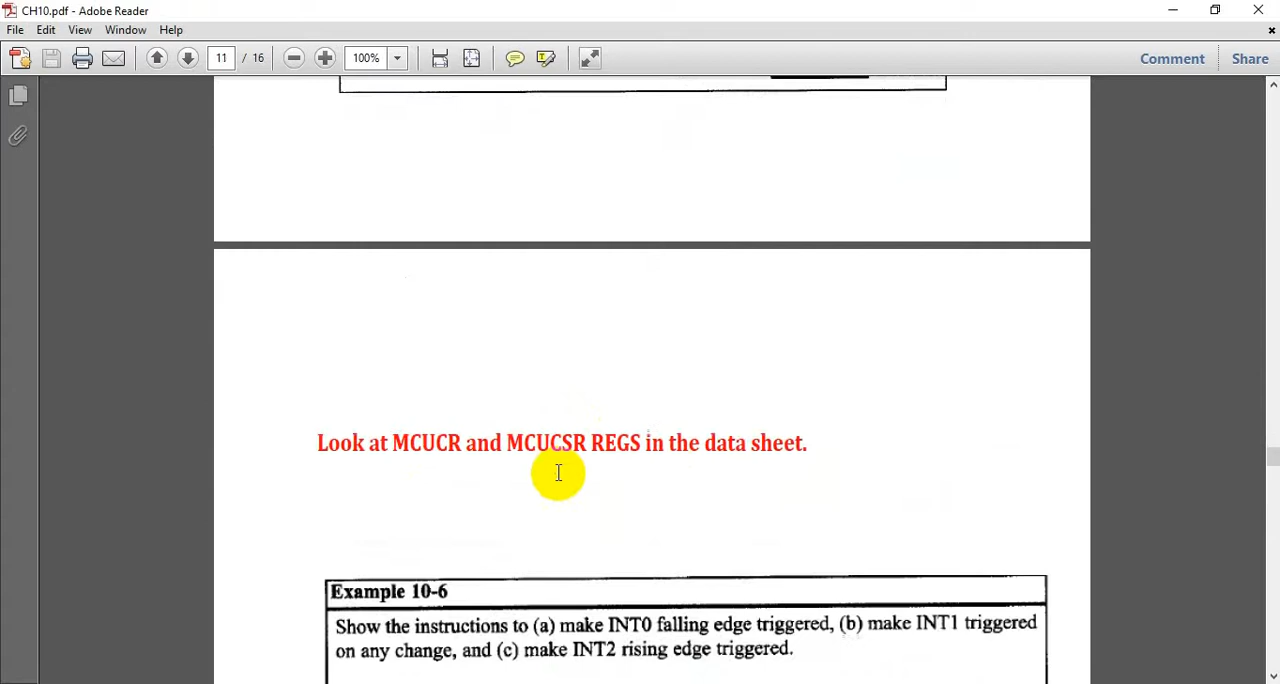 CH10.pdf - Adobe Reader
File Edit View Window Help
11 / 16 100% Comment Share
Look at MCUCR and MCUCSR REGS in the data sheet.
Example 10-6
Show the instructions to (a) make INT0 falling edge triggered, (b) make INT1 triggered
on any change, and (c) make INT2 rising edge triggered.